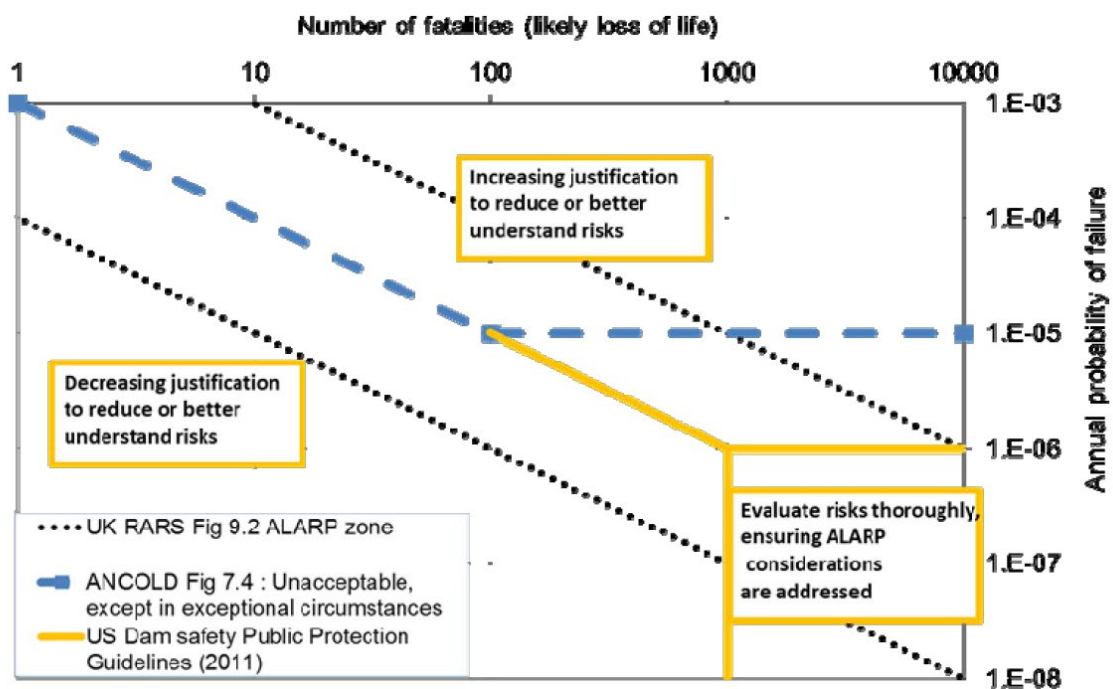 Number of fatalities (likely loss of life)
1 10 100 1000 10000
1.E-03
Increasing justification
to reduce or better
understand risks
1.E-04
1.E-05
Annual probability of failure
Decreasing justification
to reduce or better
understand risks
1.E-06
Evaluate risks thoroughly,
ensuring ALARP
considerations
are addressed
1.E-07
1.E-08
UK RARS Fig 9.2 ALARP zone
ANCOLD Fig 7.4 : Unacceptable,
except in exceptional circumstances
US Dam safety Public Protection
Guidelines (2011)